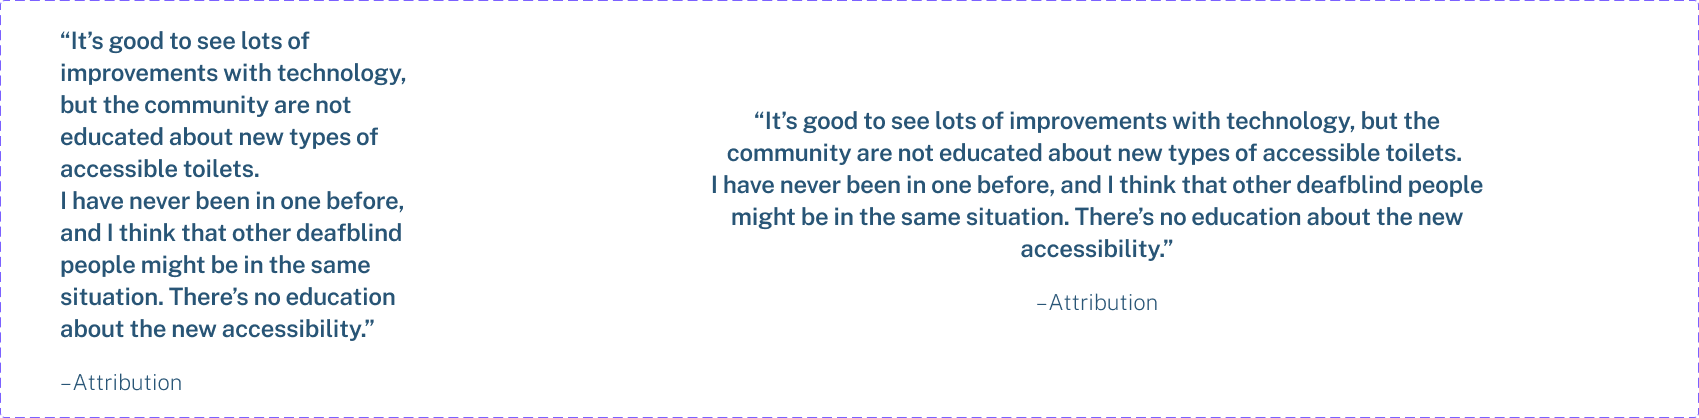 “It’s good to see lots of
improvements with technology,
but the community are not
educated about new types of
accessible toilets.
I have never been in one before,
and I think that other deafblind
people might be in the same
situation. There’s no education
about the new accessibility.”
–Attribution
“It’s good to see lots of improvements with technology, but the
community are not educated about new types of accessible toilets.
I have never been in one before, and I think that other deafblind people
might be in the same situation. There’s no education about the new
accessibility.”
–Attribution